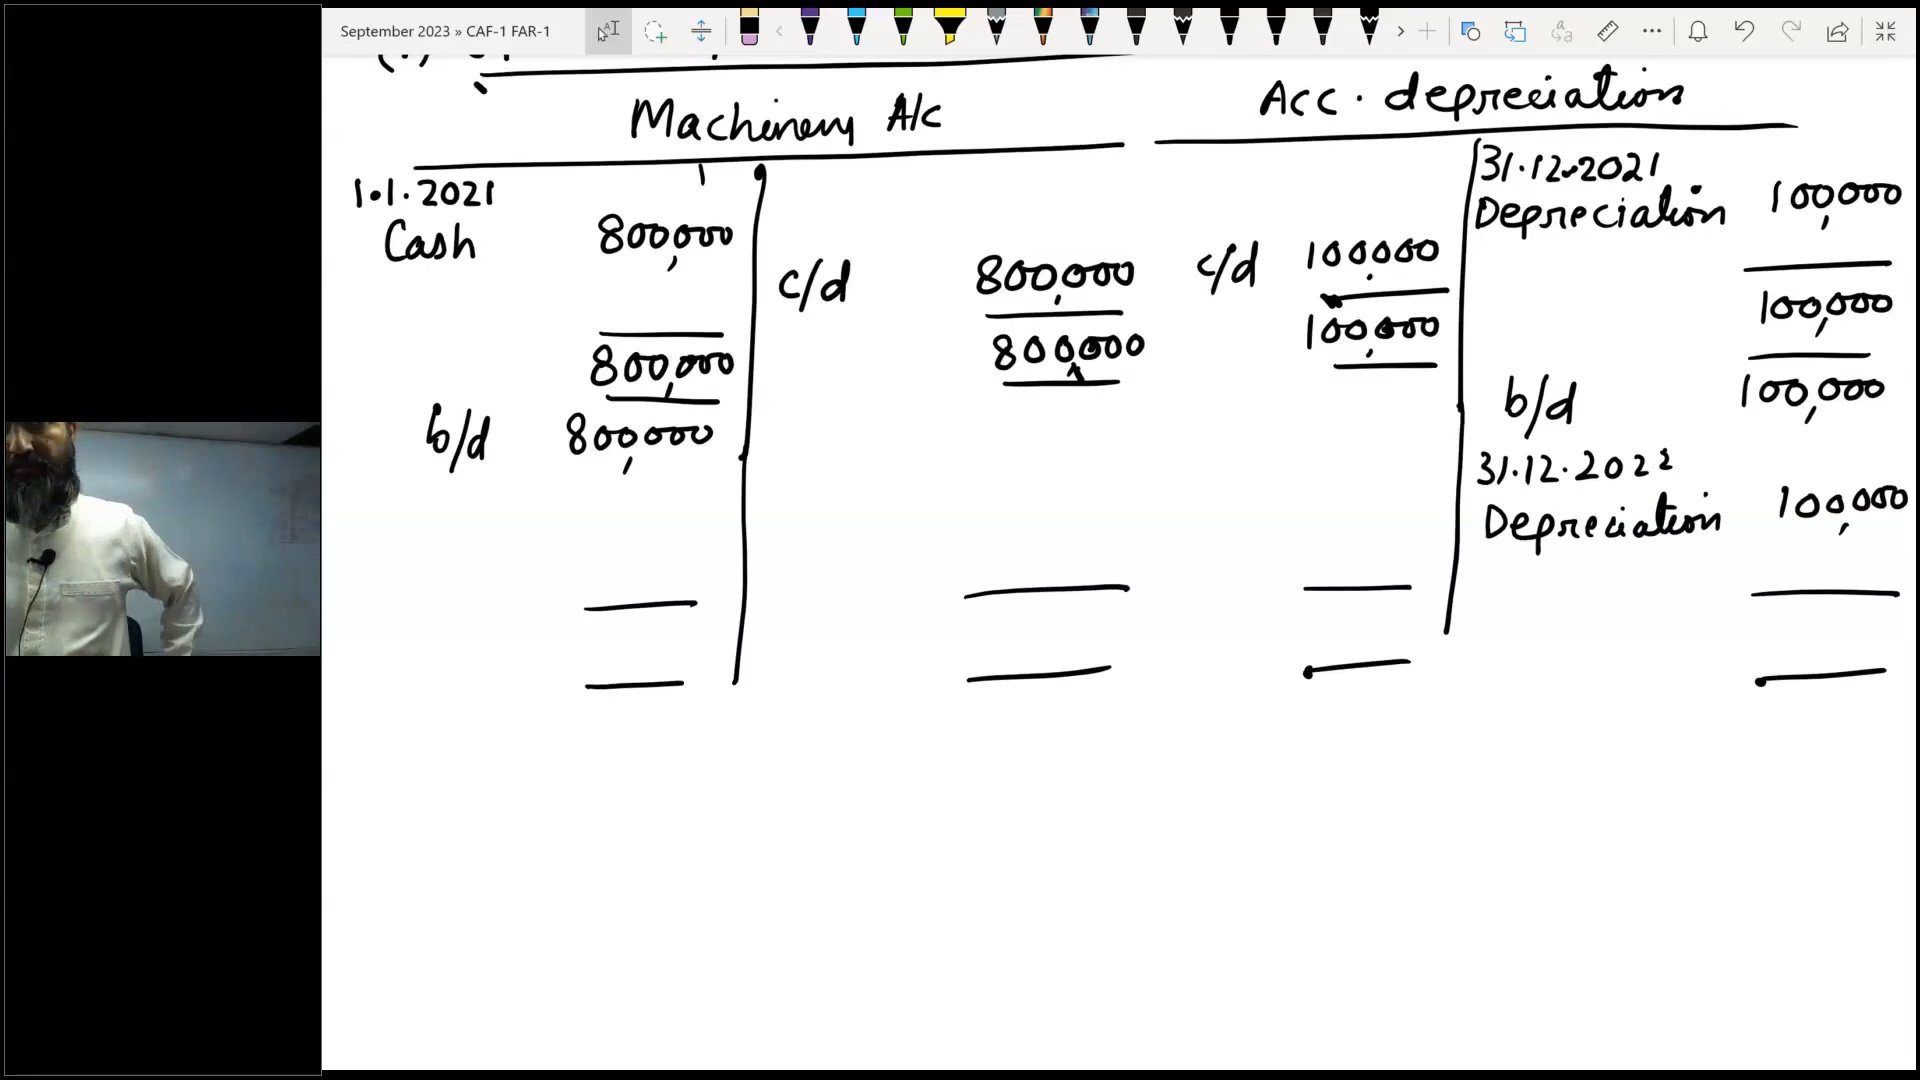 September 2023 » CAF-1 FAR-1
Machinery A/c
1.1.2021
Cash 800,000
c/d 800,000
800,000 800,000
b/d 800,000
Acc. depreciation
31.12.2021
Depreciation 100,000
c/d 100,000
100,000 100,000
b/d 100,000
31.12.2022
Depreciation 100,000